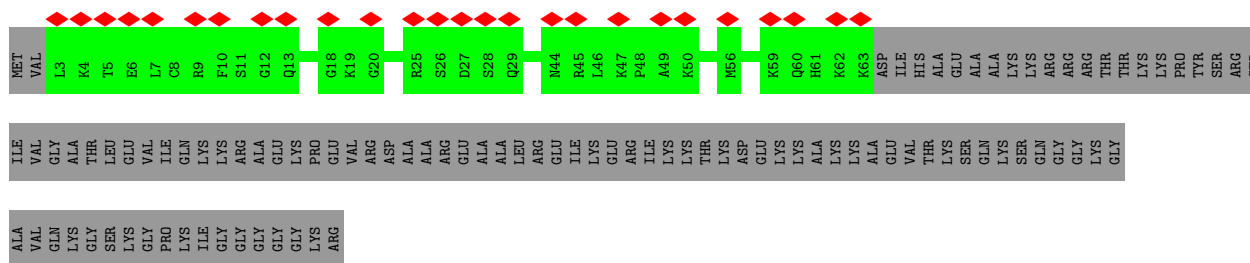 MET VAL L3 K4 T5 E6 L7 C8 R9 F10 S11 G12 Q13 G18 K19 G20 R25 S26 D27 S28 Q29 N44 R45 L46 K47 P48 A49 K50 M56 K59 Q60 H61 K62 K63 ASP ILE HIS ALA GLU ALA ALA LYS LYS ARG ARG ARG THR THR LYS LYS PRO TYR SER ARG
ILE VAL GLY ALA THR LEU GLU VAL ILE GLN LYS LYS ARG ALA GLU LYS PRO GLU VAL ARG ASP ALA ALA ARG GLU ALA ALA LEU ARG GLU ILE LYS GLU ARG ILE LYS LYS THR LYS ASP GLU LYS LYS ALA LYS LYS ALA GLU VAL THR LYS SER GLN LYS SER GLN GLY GLY LYS GLY
ALA VAL GLN LYS GLY SER LYS GLY PRO LYS ILE GLY GLY GLY GLY GLY LYS ARG